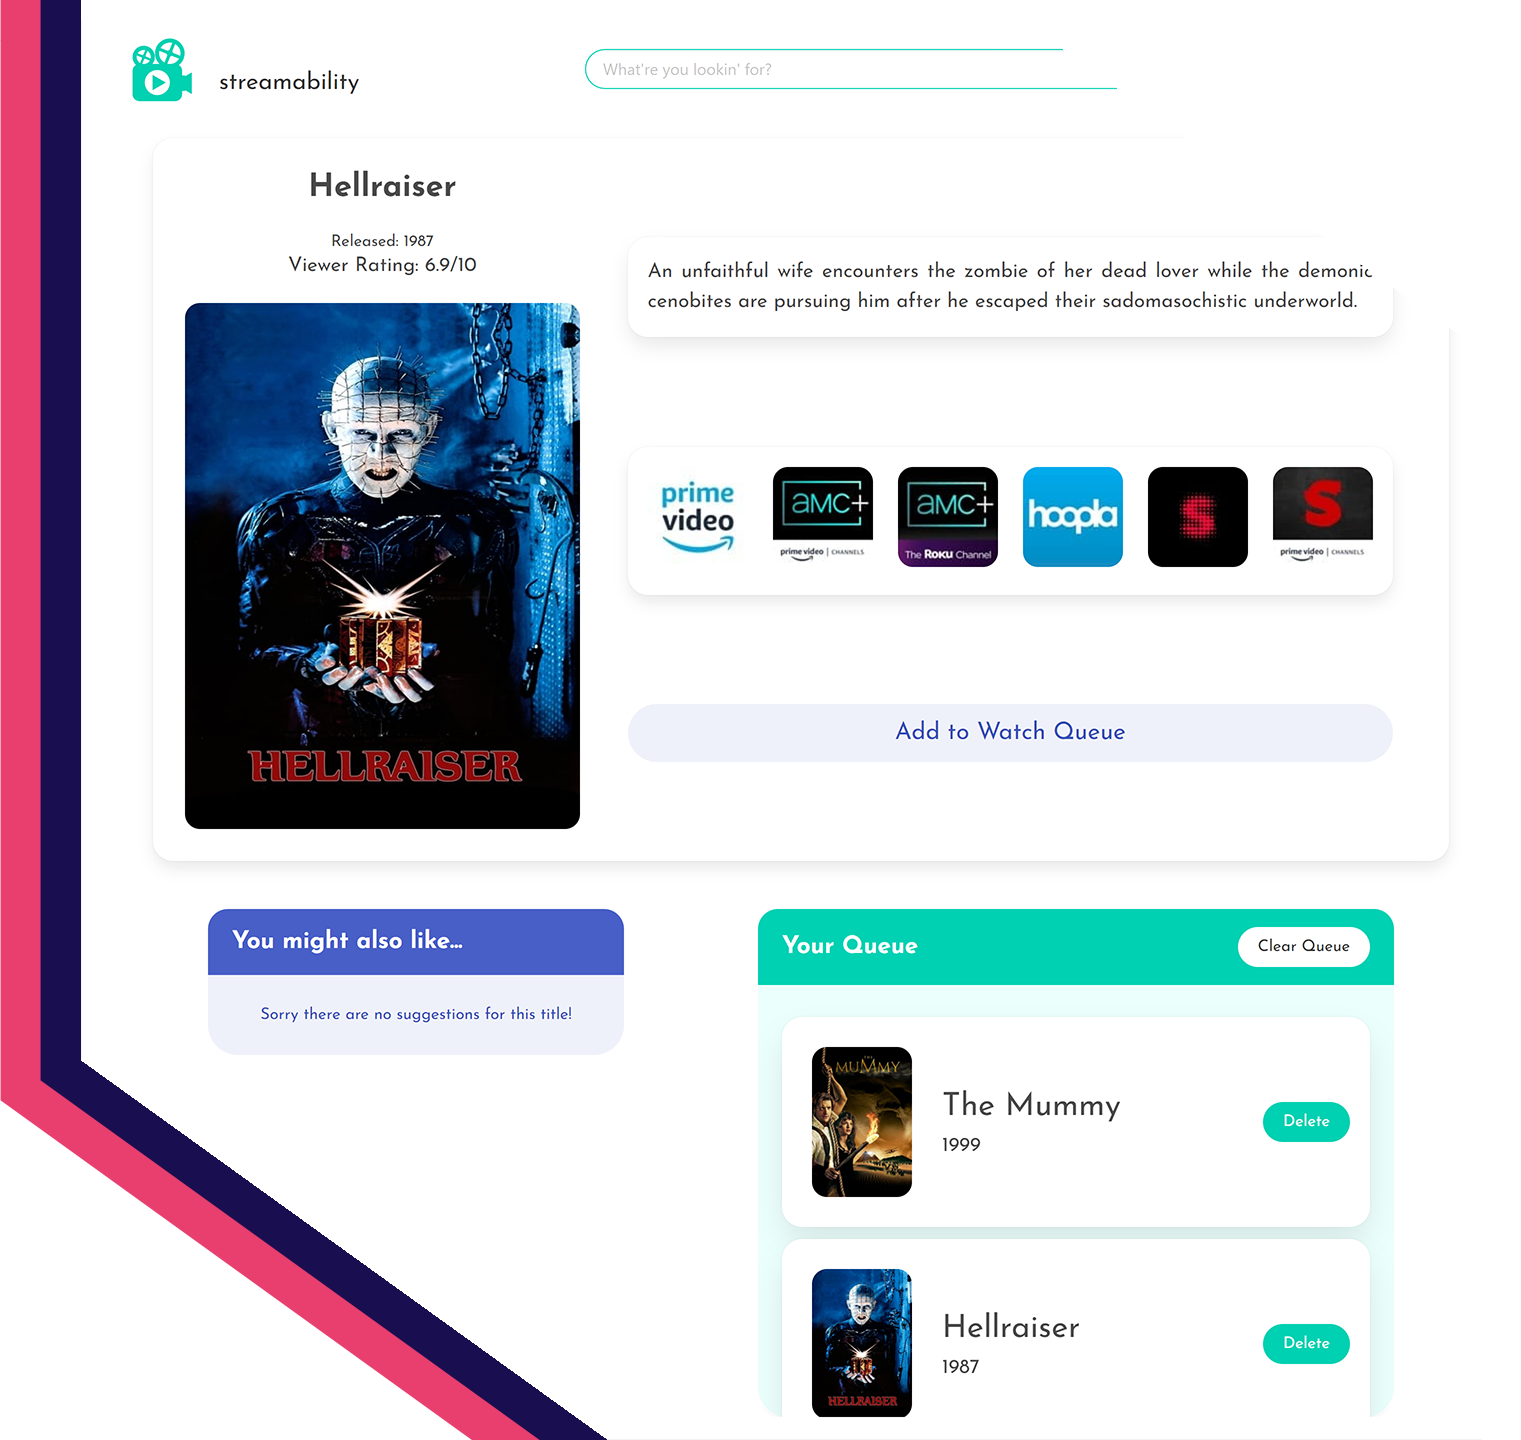 streamability
What're you lookin' for?
Hellraiser
Released: 1987
Viewer Rating: 6.9/10
An unfaithful wife encounters the zombie of her dead lover while the demonic
cenobites are pursuing him after he escaped their sadomasochistic underworld.
HELLRAISER
prime
video
aMC+
prime video | CHANNELS
aMC+
The Roku Channel
hoopla
S
S
prime video | CHANNELS
Add to Watch Queue
You might also like...
Sorry there are no suggestions for this title!
Your Queue
Clear Queue
THE
MUMMY
The Mummy
1999
Delete
HELLRAISER
Hellraiser
1987
Delete